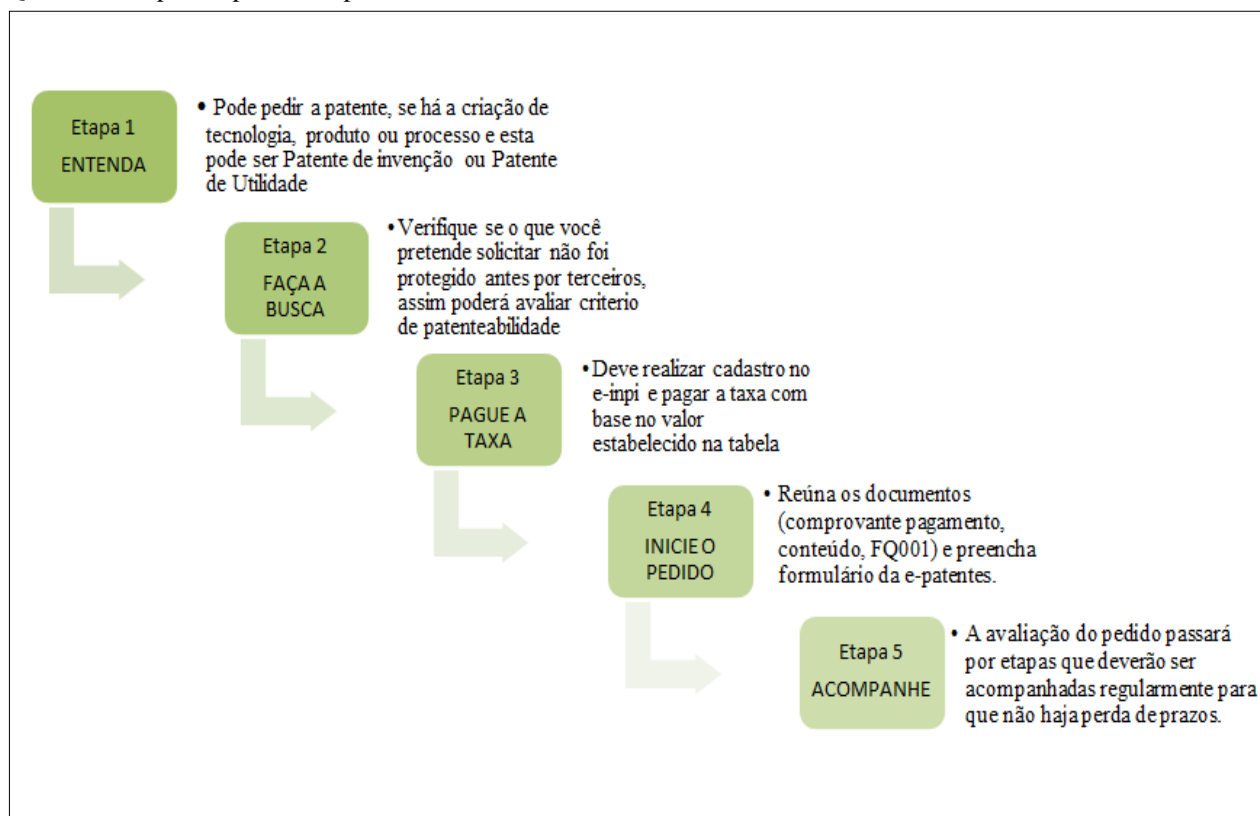 Etapa 1
ENTENDA
• Pode pedir a patente, se há a criação de
tecnologia, produto ou processo e esta
pode ser Patente de invenção ou Patente
de Utilidade
Etapa 2
FAÇA A
BUSCA
•Verifique se o que você
pretende solicitar não foi
protegido antes por terceiros,
assim poderá avaliar criterio
de patenteabilidade
Etapa 3
PAGUE A
TAXA
•Deve realizar cadastro no
e-inpi e pagar a taxa com
base no valor
estabelecido na tabela
Etapa 4
INICIE O
PEDIDO
• Reúna os documentos
(comprovante pagamento,
conteúdo, FQ001) e preencha
formulário da e-patentes.
Etapa 5
ACOMPANHE
• A avaliação do pedido passará
por etapas que deverão ser
acompanhadas regularmente para
que não haja perda de prazos.